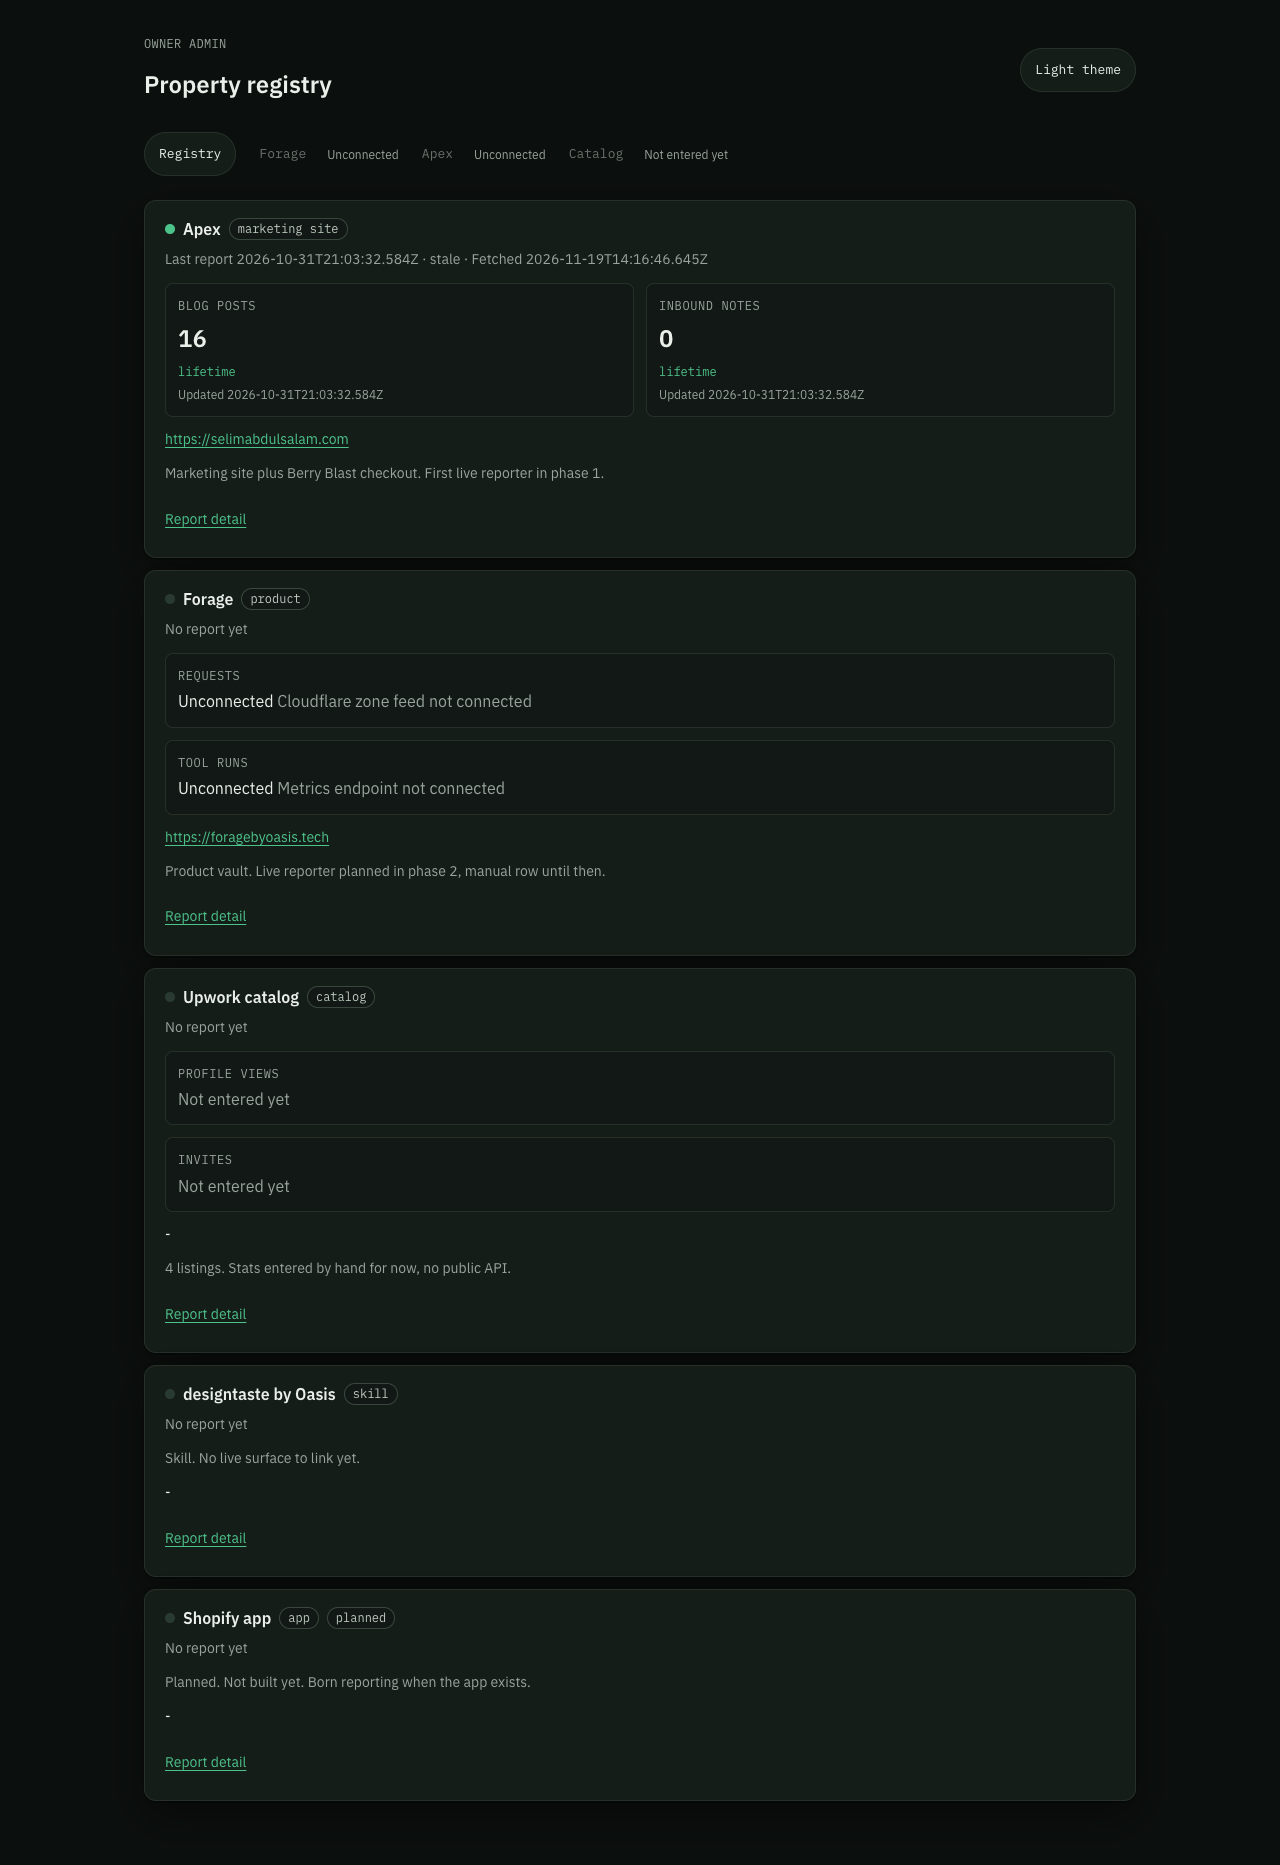 OWNER ADMIN
Property registry
Light theme
Registry Forage Unconnected Apex Unconnected Catalog Not entered yet
Apex marketing site
Last report 2026-10-31T21:03:32.584Z · stale · Fetched 2026-11-19T14:16:46.645Z
BLOG POSTS
16
lifetime
Updated 2026-10-31T21:03:32.584Z
INBOUND NOTES
0
lifetime
Updated 2026-10-31T21:03:32.584Z
https://selimabdulsalam.com
Marketing site plus Berry Blast checkout. First live reporter in phase 1.
Report detail
Forage product
No report yet
REQUESTS
Unconnected Cloudflare zone feed not connected
TOOL RUNS
Unconnected Metrics endpoint not connected
https://foragebyoasis.tech
Product vault. Live reporter planned in phase 2, manual row until then.
Report detail
Upwork catalog catalog
No report yet
PROFILE VIEWS
Not entered yet
INVITES
Not entered yet
-
4 listings. Stats entered by hand for now, no public API.
Report detail
designtaste by Oasis skill
No report yet
Skill. No live surface to link yet.
-
Report detail
Shopify app app planned
No report yet
Planned. Not built yet. Born reporting when the app exists.
-
Report detail